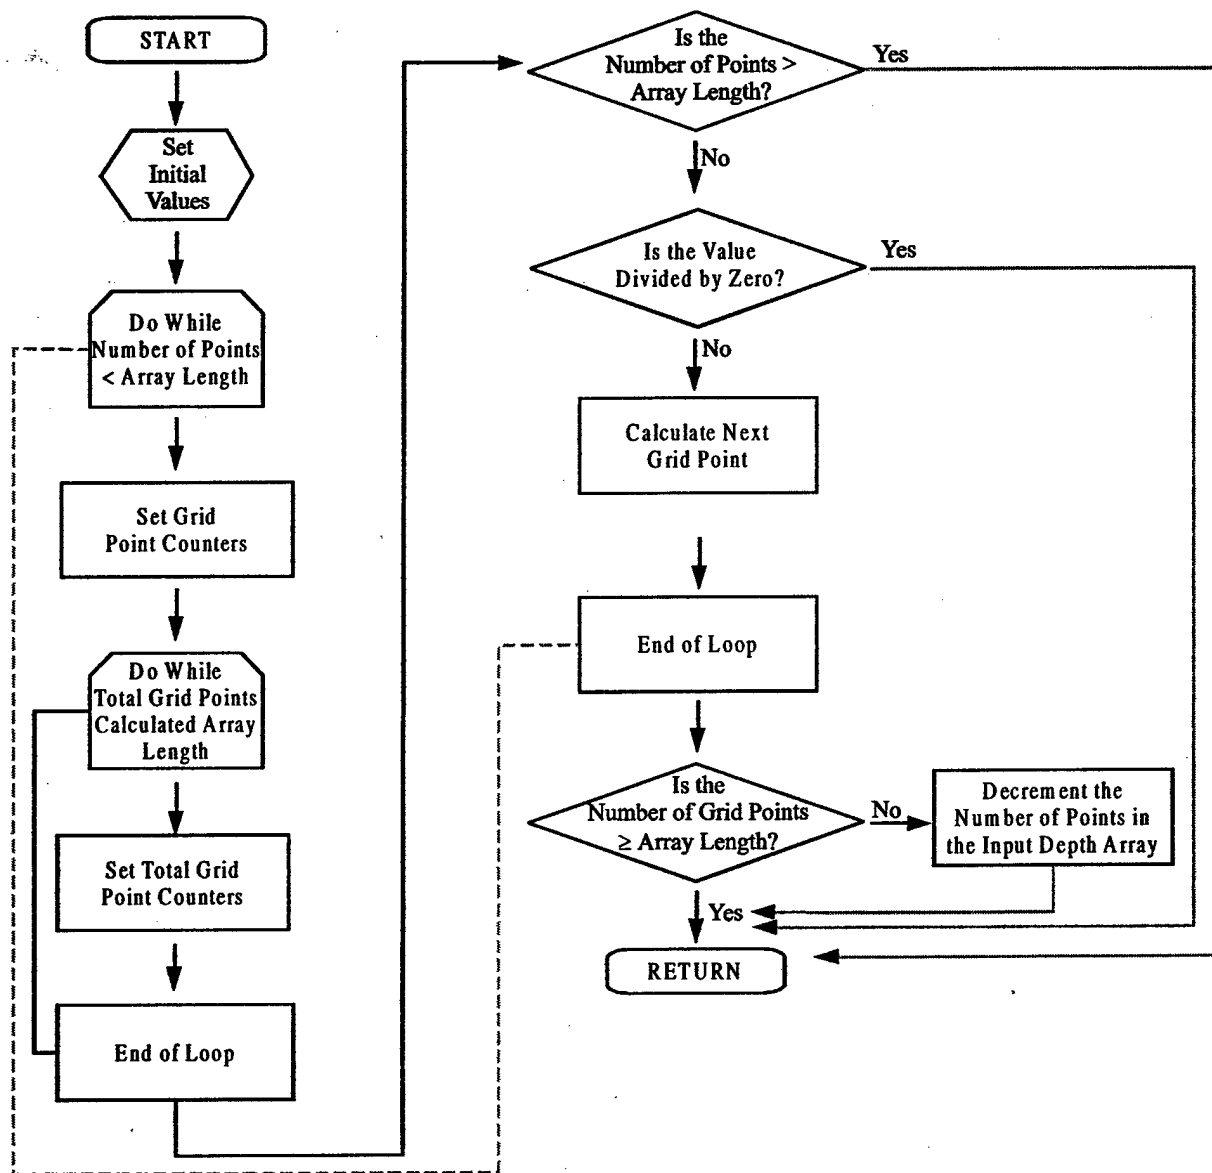 START
Set
Initial
Values
Do While
Number of Points
< Array Length
Set Grid
Point Counters
Do While
Total Grid Points
Calculated Array
Length
Set Total Grid
Point Counters
End of Loop
Is the
Number of Points >
Array Length?
Yes
No
Is the Value
Divided by Zero?
Yes
No
Calculate Next
Grid Point
End of Loop
Is the
Number of Grid Points
≥ Array Length?
No
Decrement the
Number of Points in
the Input Depth Array
Yes
RETURN